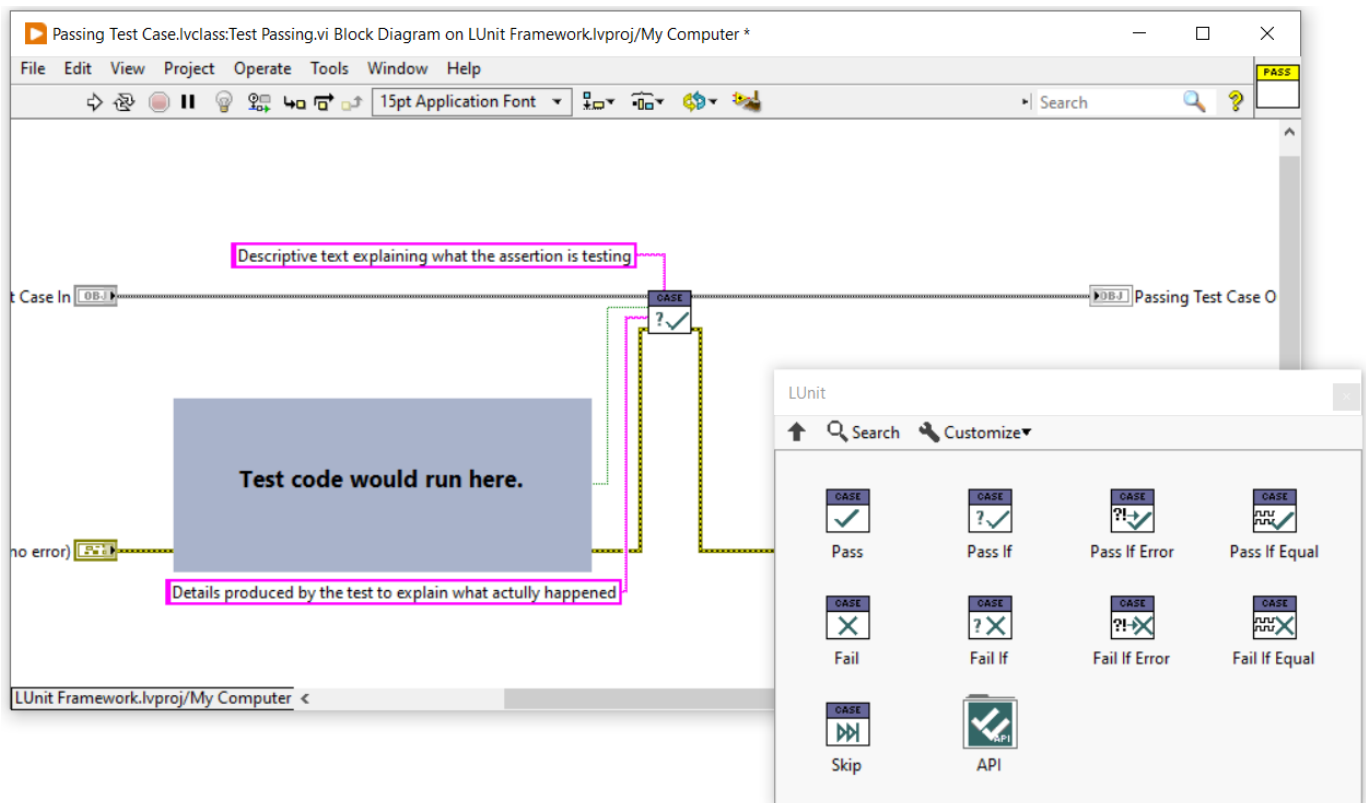 Passing Test Case.lvclass:Test Passing.vi Block Diagram on LUnit Framework.lvproj/My Computer *
File Edit View Project Operate Tools Window Help
PASS
15pt Application Font
Search
Descriptive text explaining what the assertion is testing
t Case In
OBJ
CASE
?
OBJ
Passing Test Case O
Test code would run here.
no error)
Details produced by the test to explain what actully happened
LUnit Framework.lvproj/My Computer
LUnit
Search Customize
CASE CASE CASE CASE
? ?!
Pass Pass If Pass If Error Pass If Equal
CASE CASE CASE CASE
? ?!
Fail Fail If Fail If Error Fail If Equal
CASE
API
Skip API